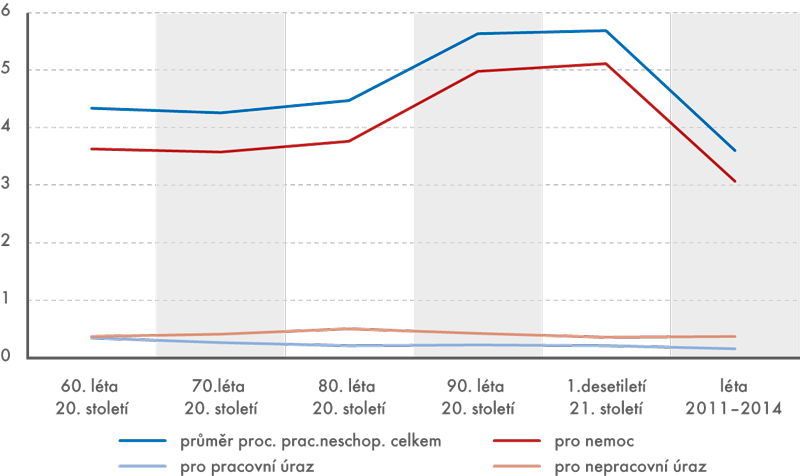 6
5
4
3
2
1
0
60. léta 70.léta 80. léta 90. léta 1.desetiletí léta
20. století 20. století 20. století 20. století 21. století 2011–2014
průměr proc. prac.neschop. celkem pro nemoc
pro pracovní úraz pro nepracovní úraz